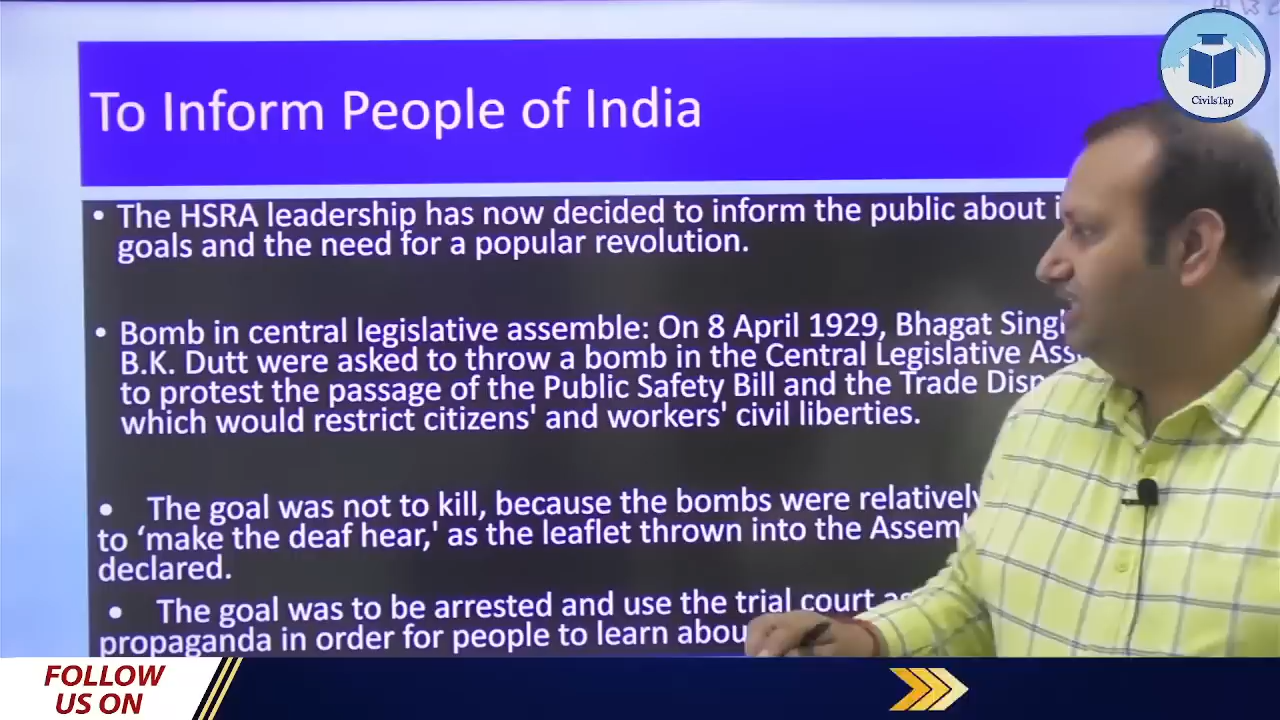 CivilsTap
To Inform People of India
• The HSRA leadership has now decided to inform the public about
goals and the need for a popular revolution.
• Bomb in central legislative assemble: On 8 April 1929, Bhagat Singh
B.K. Dutt were asked to throw a bomb in the Central Legislative
to protest the passage of the Public Safety Bill and the Trade
which would restrict citizens' and workers' civil liberties.
• The goal was not to kill, because the bombs were relatively
to ‘make the deaf hear,' as the leaflet thrown into the
declared.
• The goal was to be arrested and use the trial court
propaganda in order for people to learn
FOLLOW
US ON